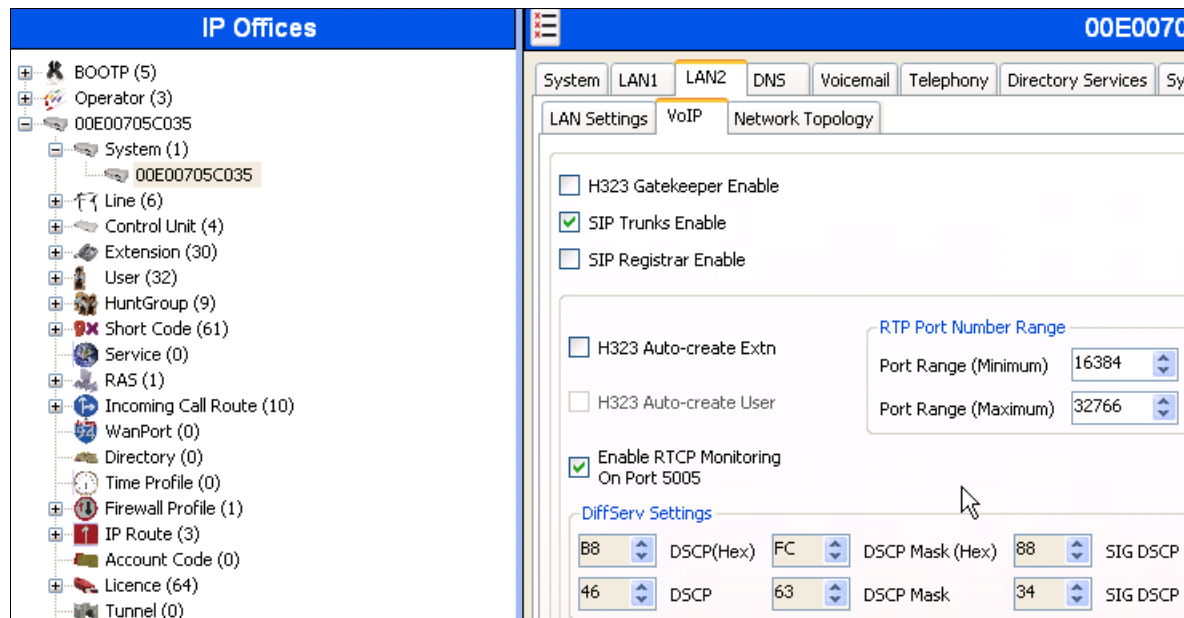 IP Offices
BOOTP (5)
Operator (3)
00E00705C035
System (1)
00E00705C035
Line (6)
Control Unit (4)
Extension (30)
User (32)
HuntGroup (9)
Short Code (61)
Service (0)
RAS (1)
Incoming Call Route (10)
WanPort (0)
Directory (0)
Time Profile (0)
Firewall Profile (1)
IP Route (3)
Account Code (0)
Licence (64)
Tunnel (0)
00E0070
System LAN1 LAN2 DNS Voicemail Telephony Directory Services Sy
LAN Settings VoIP Network Topology
H323 Gatekeeper Enable
SIP Trunks Enable
SIP Registrar Enable
RTP Port Number Range
H323 Auto-create Extn
Port Range (Minimum) 16384
H323 Auto-create User
Port Range (Maximum) 32766
Enable RTCP Monitoring
On Port 5005
DiffServ Settings
B8 DSCP(Hex) FC DSCP Mask (Hex) 88 SIG DSCP
46 DSCP 63 DSCP Mask 34 SIG DSCP